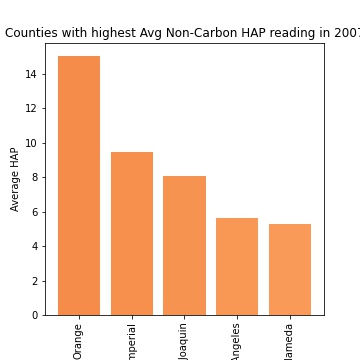 Counties with highest Avg Non-Carbon HAP reading in 2007
14
12
10
8
6
4
2
0
Average HAP
Orange
mperial
Joaquin
Angeles
lameda